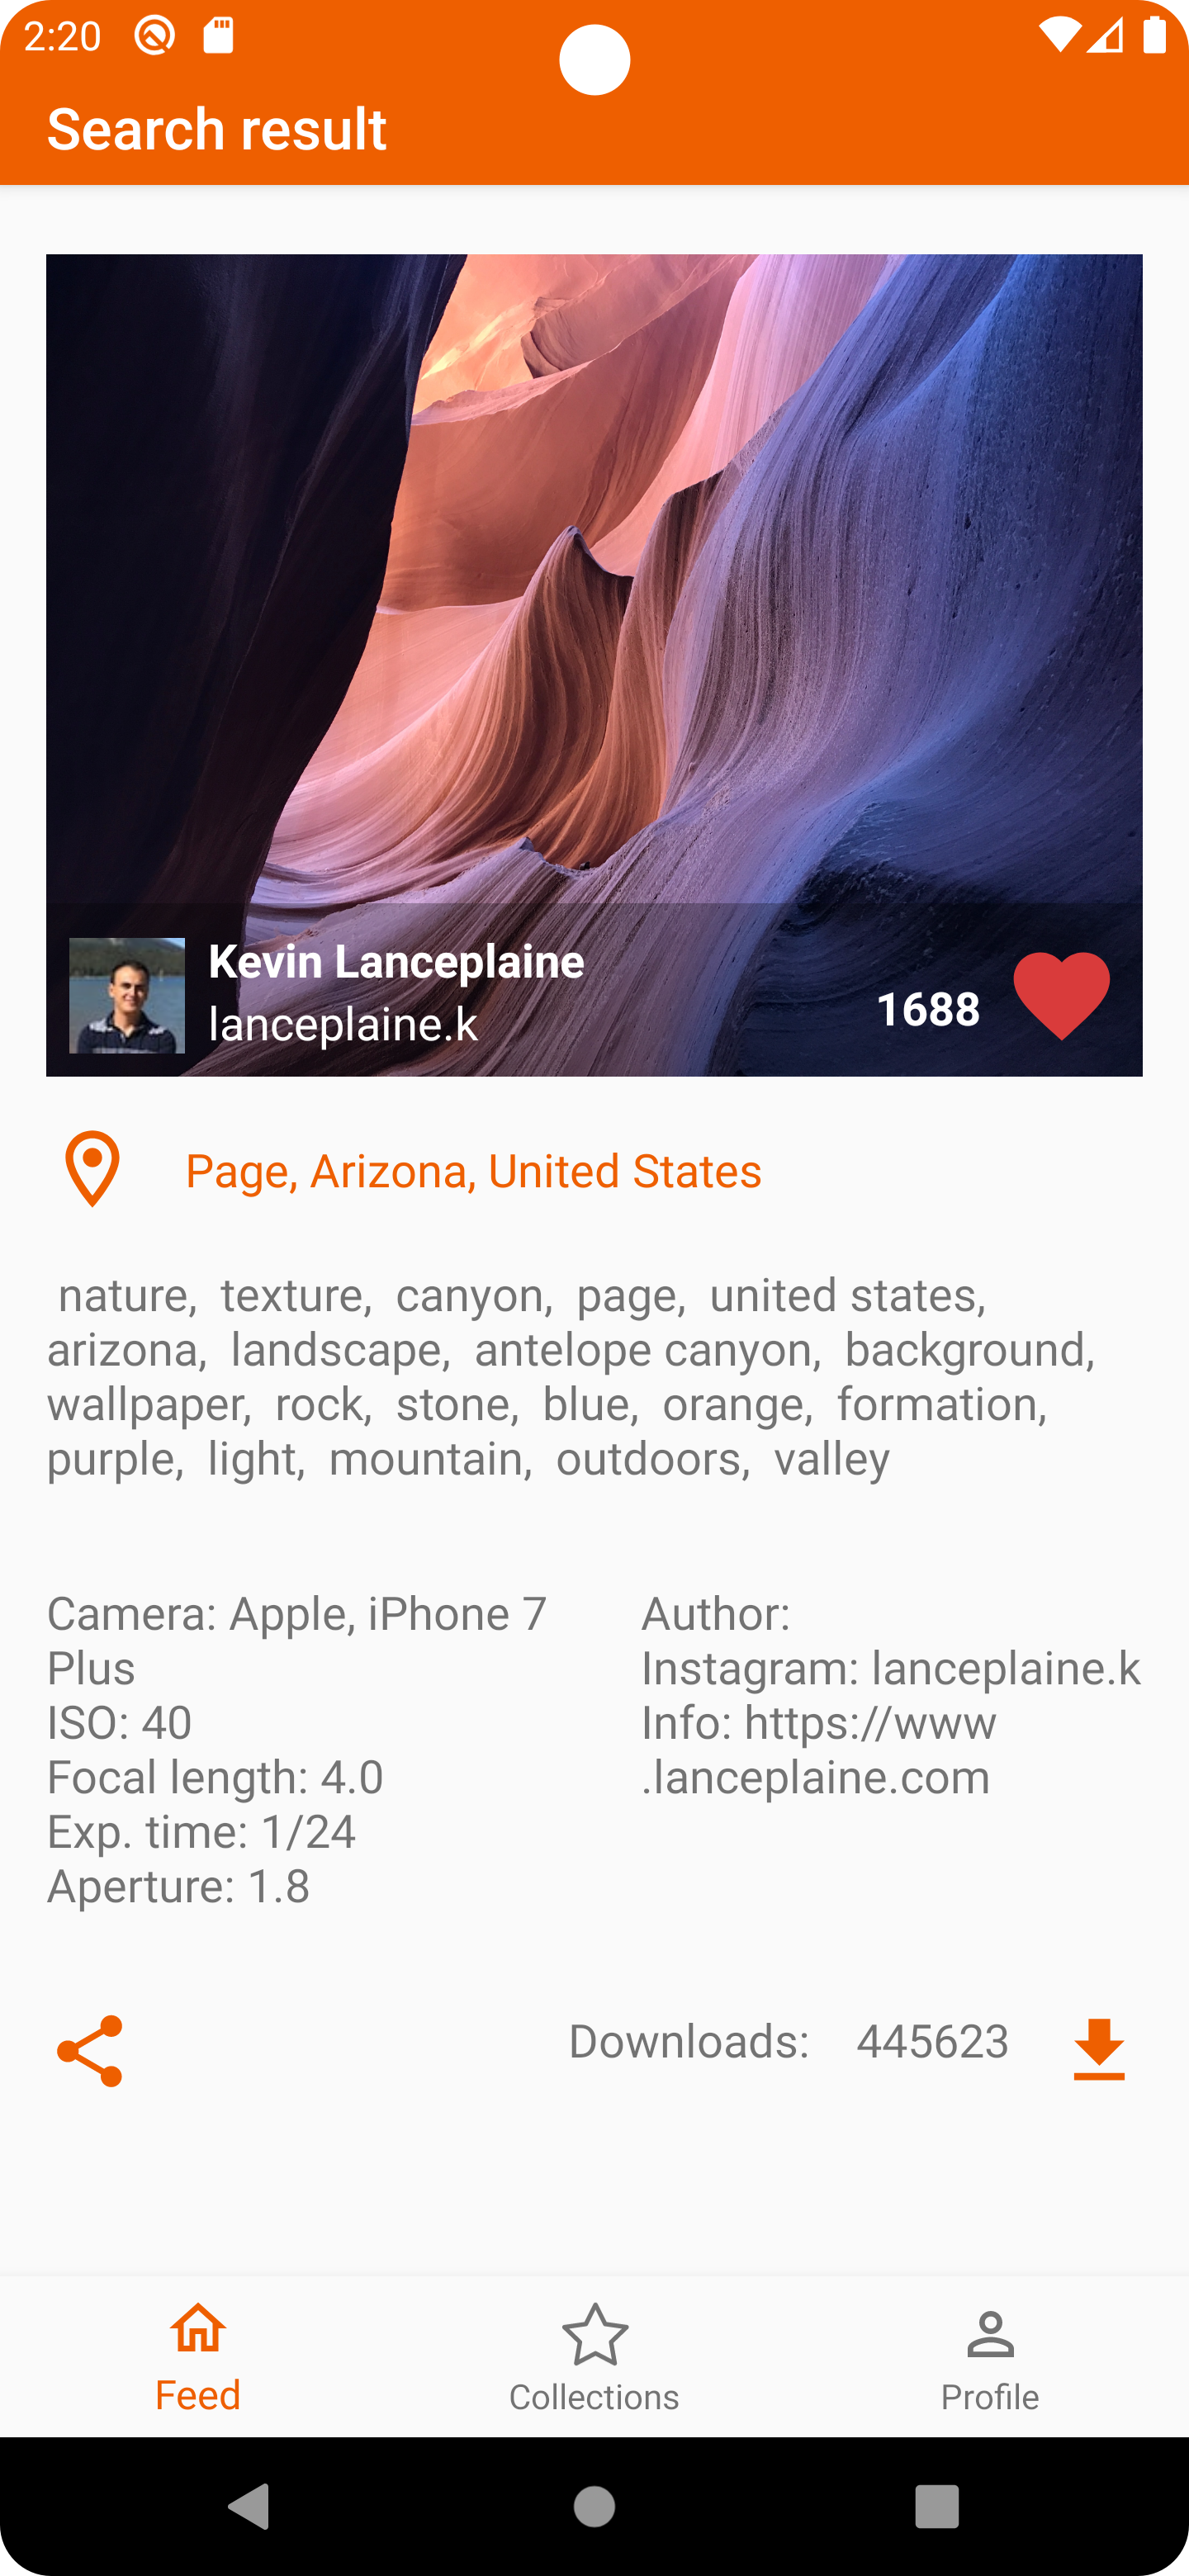 2:20
Search result
Kevin Lanceplaine
lanceplaine.k
1688
Page, Arizona, United States
nature, texture, canyon, page, united states,
arizona, landscape, antelope canyon, background,
wallpaper, rock, stone, blue, orange, formation,
purple, light, mountain, outdoors, valley
Camera: Apple, iPhone 7
Plus
ISO: 40
Focal length: 4.0
Exp. time: 1/24
Aperture: 1.8
Author:
Instagram: lanceplaine.k
Info: https://www
.lanceplaine.com
Downloads: 445623
Feed
Collections
Profile